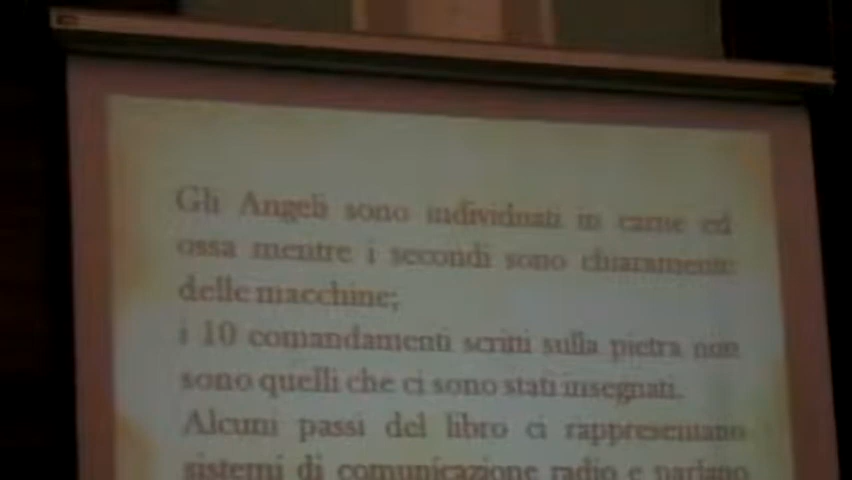 Gli Angeli sono individuati in carne ed
ossa mentre i secondi sono chiaramente
delle macchine;
i 10 comandamenti scritti sulla pietra non
sono quelli che ci sono stati insegnati.
Alcuni passi del libro ci rappresentano
sistemi di comunicazione radio e parlano